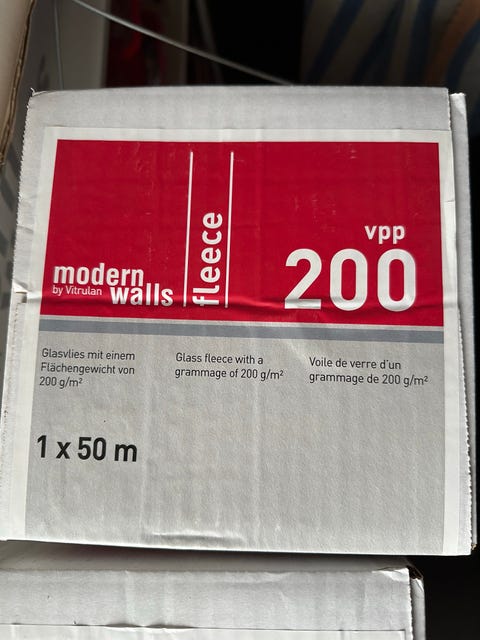 modern
by Vitrulan walls
fleece
vpp
200
Glasvlies mit einem
Flächengewicht von
200 g/m²
Glass fleece with a
grammage of 200 g/m²
Voile de verre d'un
grammage de 200 g/m²
1 x 50 m